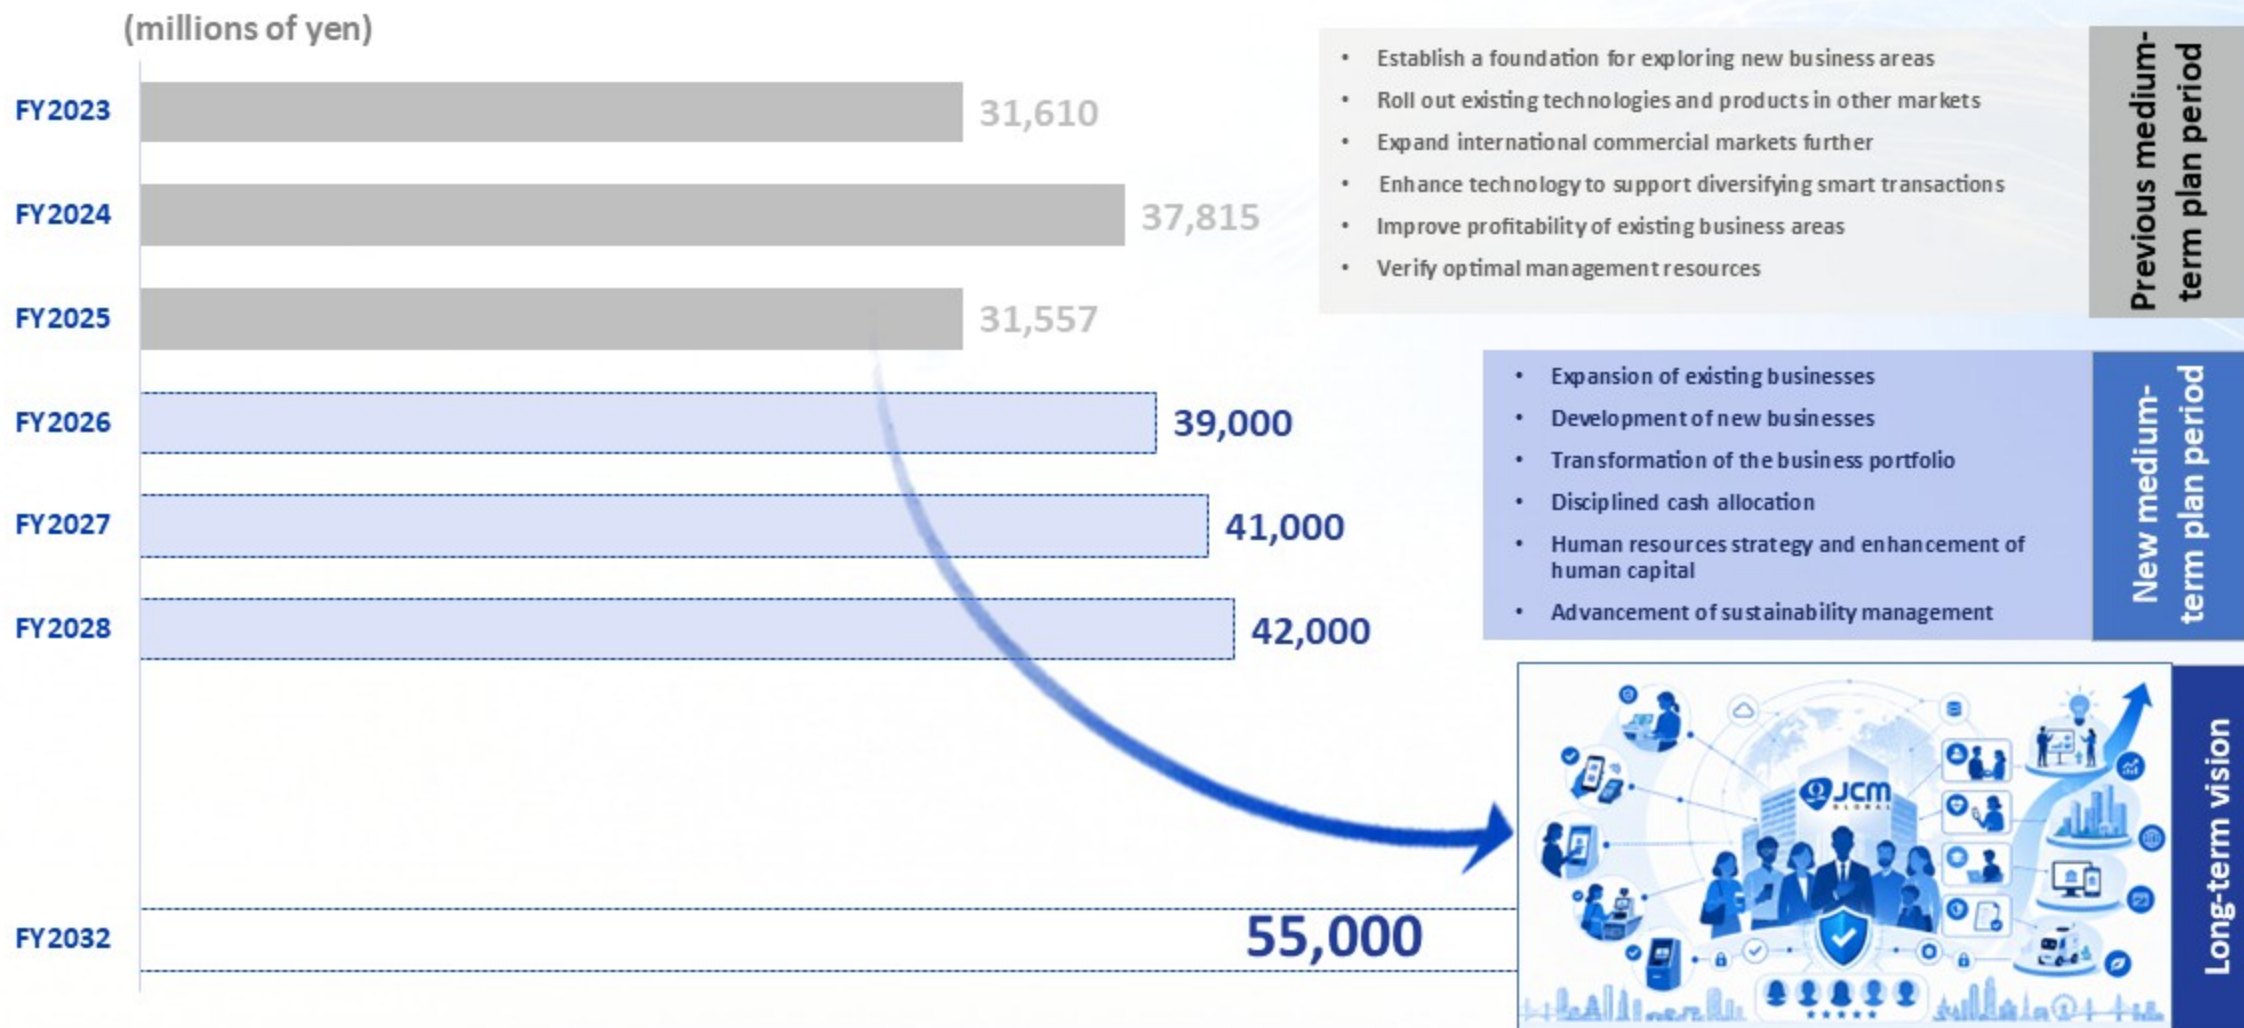 (millions of yen)
FY2023
31,610
FY2024
37,815
FY2025
31,557
FY2026
39,000
FY2027
41,000
FY2028
42,000
FY2032
55,000
• Establish a foundation for exploring new business areas
• Roll out existing technologies and products in other markets
• Expand international commercial markets further
• Enhance technology to support diversifying smart transactions
• Improve profitability of existing business areas
• Verify optimal management resources
Previous medium-
term plan period
• Expansion of existing businesses
• Development of new businesses
• Transformation of the business portfolio
• Disciplined cash allocation
• Human resources strategy and enhancement of
human capital
• Advancement of sustainability management
New medium-
term plan period
JCM
GLOBAL
Long-term vision